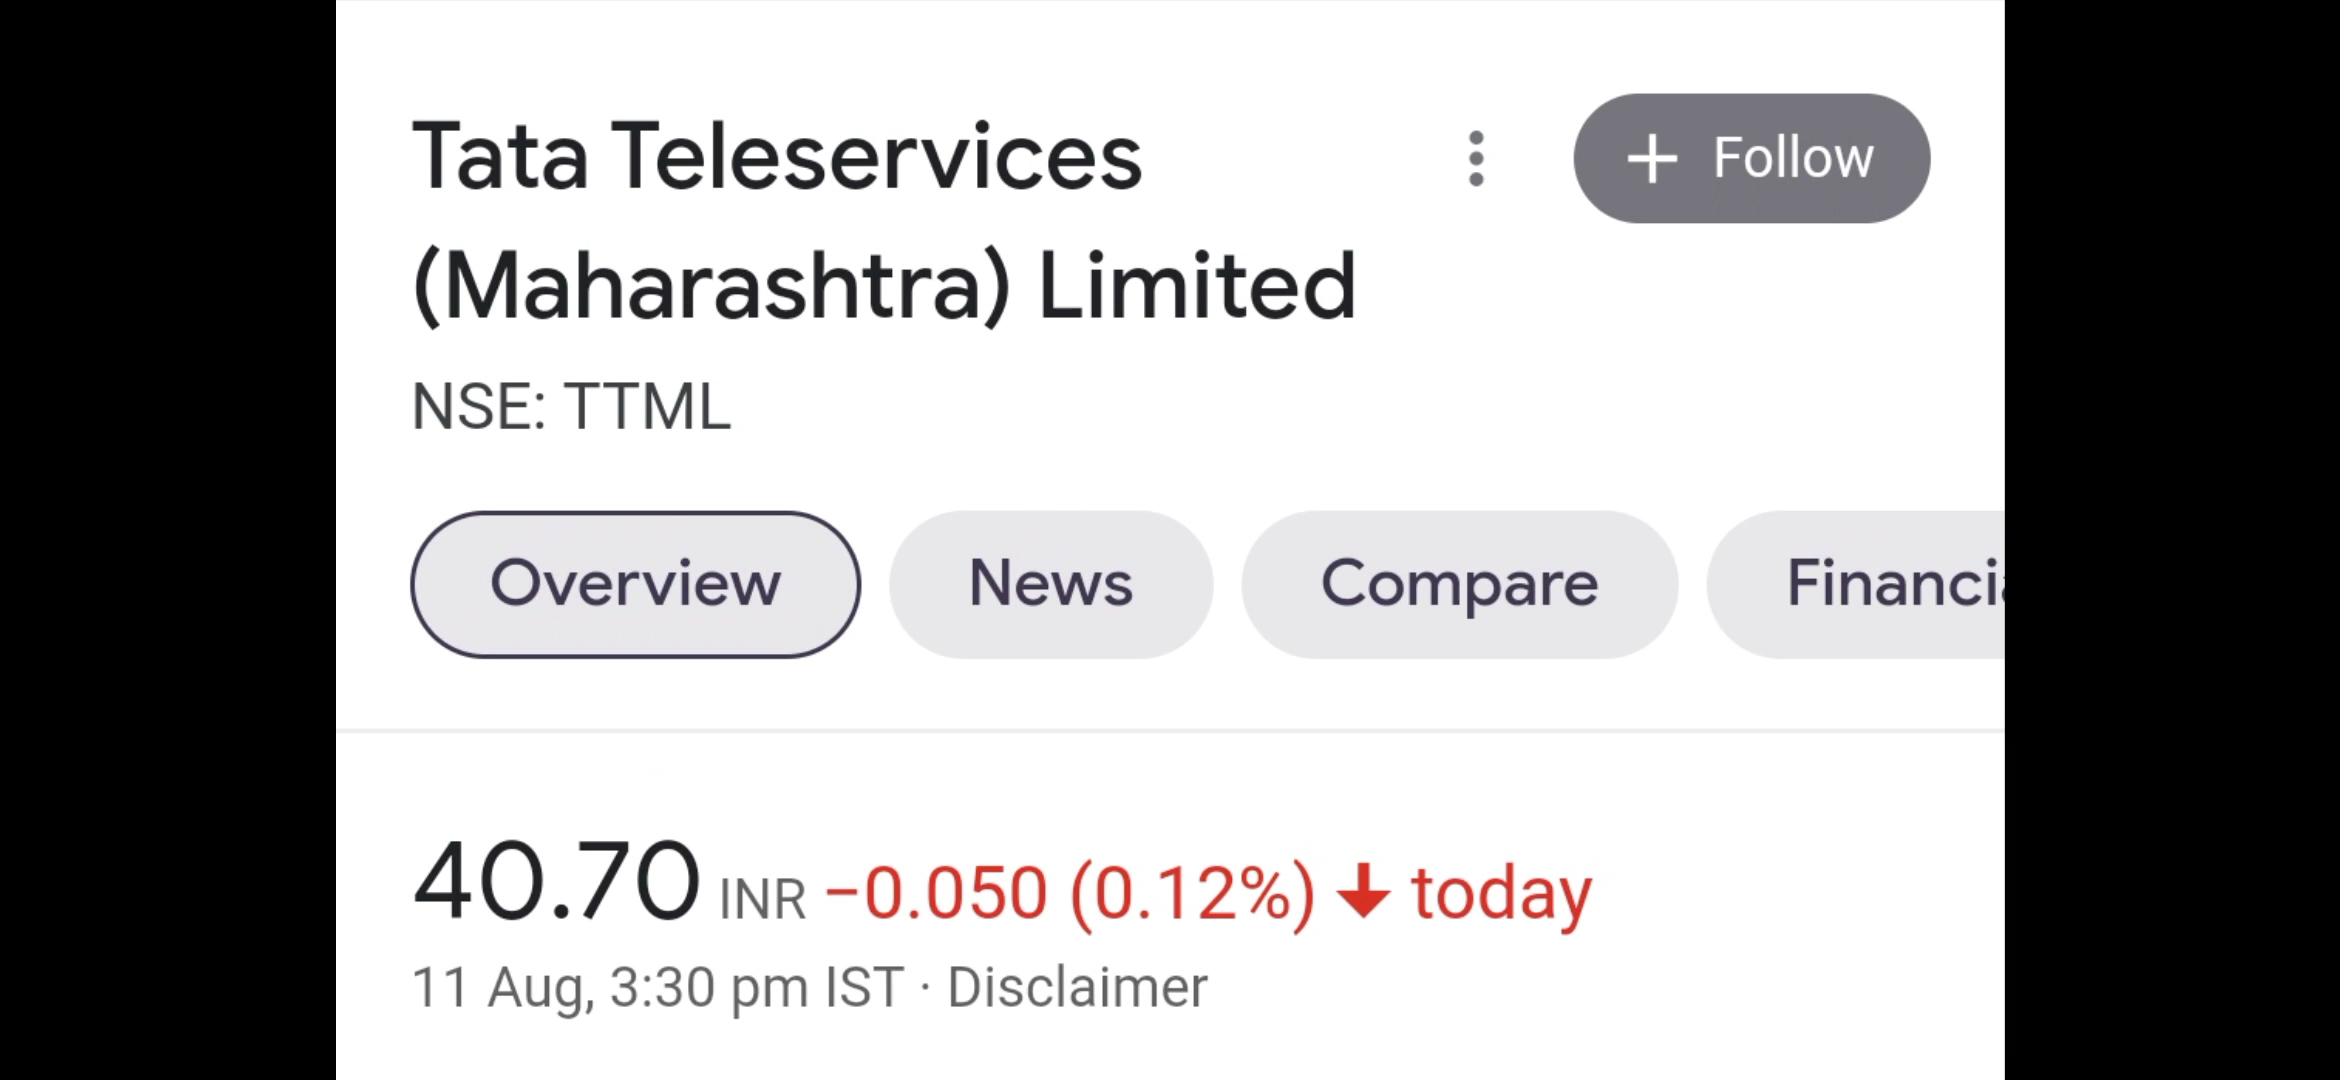 Tata Teleservices
(Maharashtra) Limited
+ Follow
NSE: TTML
Overview News Compare Financia
40.70 INR −0.050 (0.12%) ↓ today
11 Aug, 3:30 pm IST · Disclaimer